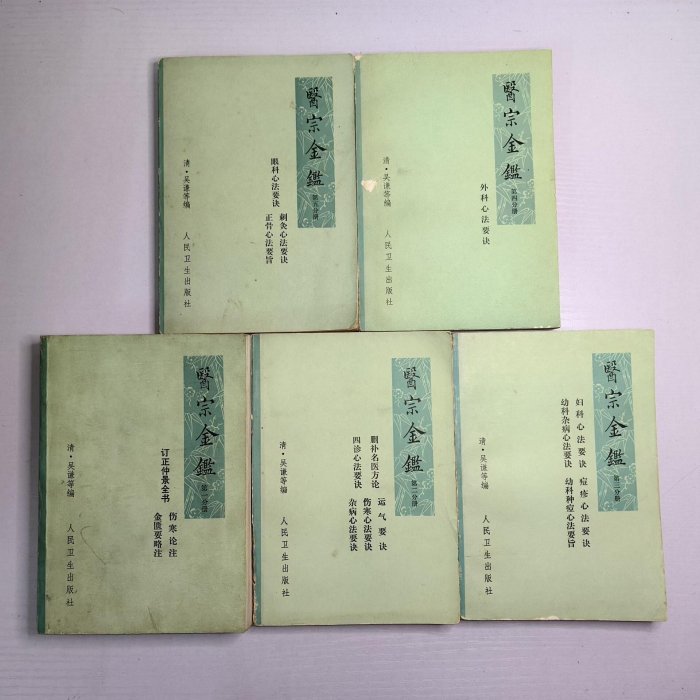 醫宗金鑑
第五分册
眼科心法要诀
刺灸心法要诀
正骨心法要旨
清·吴谦等编
人民卫生出版社
醫宗金鑑
第四分册
外科心法要诀
清·吴谦等编
人民卫生出版社
醫宗金鑑
第一分册
订正仲景全书
伤寒论注
金匮要略注
清·吴谦等编
人民卫生出版社
醫宗金鑑
第二分册
删补名医方论
四诊心法要诀
运气要诀
伤寒心法要诀
杂病心法要诀
清·吴谦等编
人民卫生出版社
醫宗金鑑
第三分册
妇科心法要诀
痘疹心法要诀
幼科杂病心法要诀
幼科种痘心法要旨
清·吴谦等编
人民卫生出版社